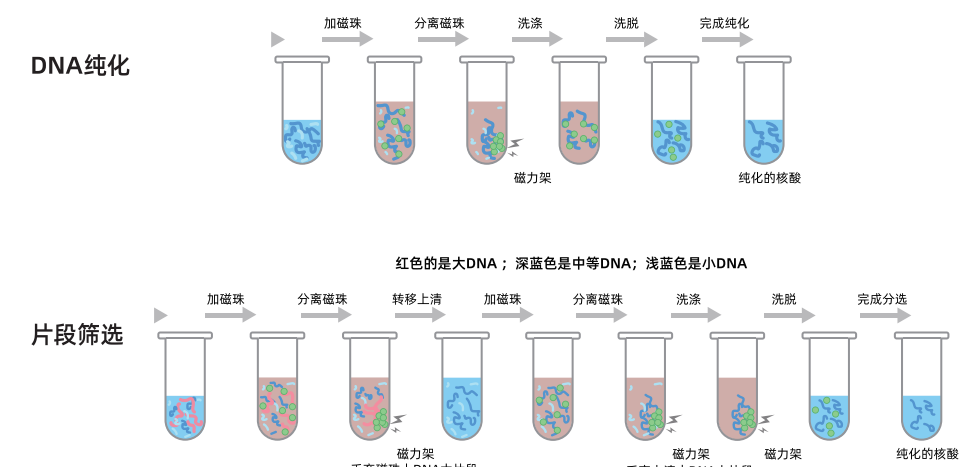 加磁珠 分离磁珠 洗涤 洗脱 完成纯化
DNA纯化
磁力架 纯化的核酸
红色的是大DNA ；深蓝色是中等DNA；浅蓝色是小DNA
加磁珠 分离磁珠 转移上清 加磁珠 分离磁珠 洗涤 洗脱 完成分选
片段筛选
磁力架 磁力架 磁力架 纯化的核酸